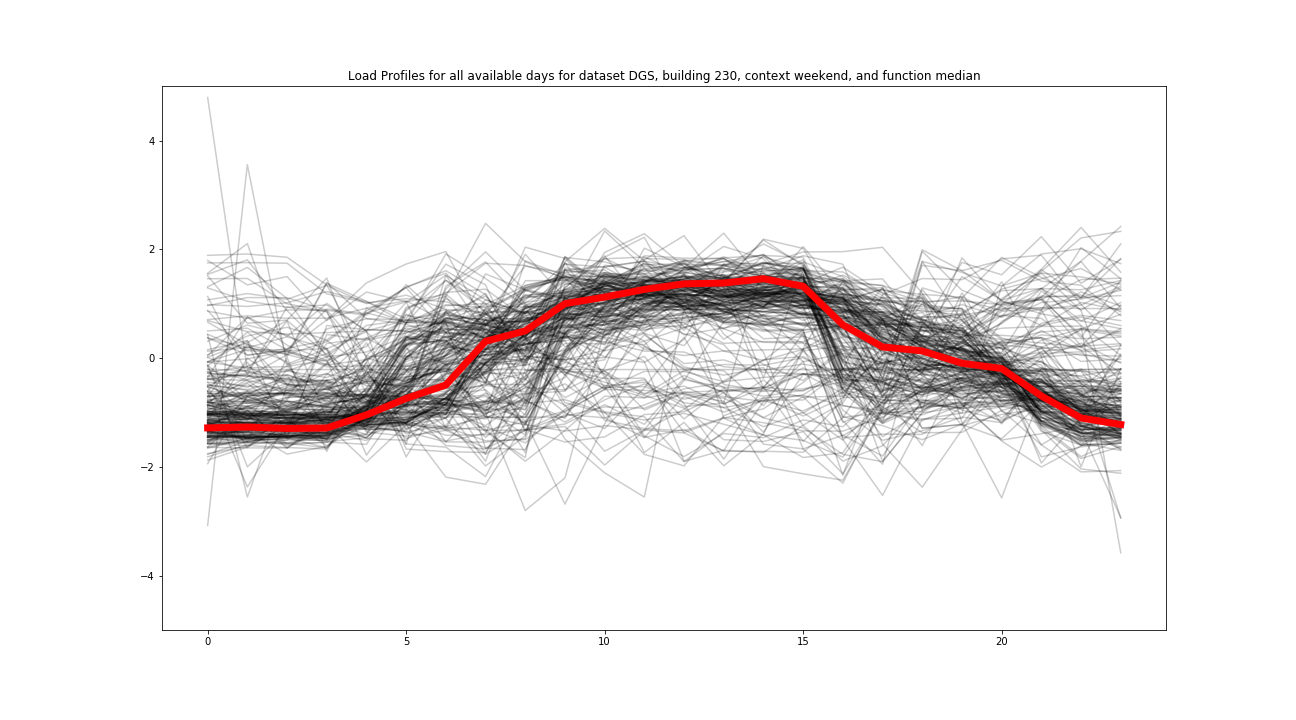 Load Profiles for all available days for dataset DGS, building 230, context weekend, and function median
4
2
0
−2
−4
0 5 10 15 20